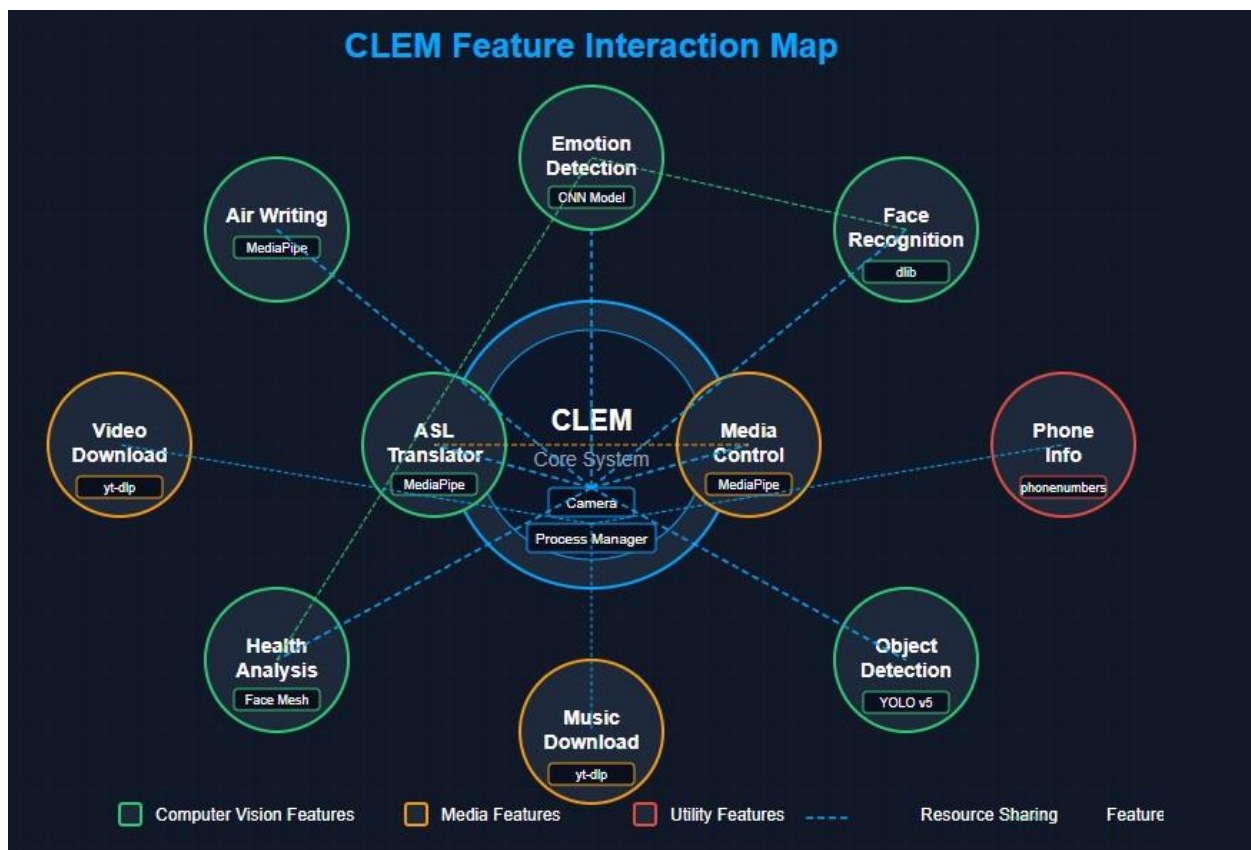 CLEM Feature Interaction Map
Emotion
Detection
CNN Model
Air Writing
MediaPipe
Face
Recognition
dlib
Video
Download
yt-dlp
ASL
Translator
MediaPipe
CLEM
Core System
Camera
Process Manager
Media
Control
MediaPipe
Phone
Info
phonenumbers
Health
Analysis
Face Mesh
Music
Download
yt-dlp
Object
Detection
YOLO v5
Computer Vision Features
Media Features
Utility Features
Resource Sharing
Feature